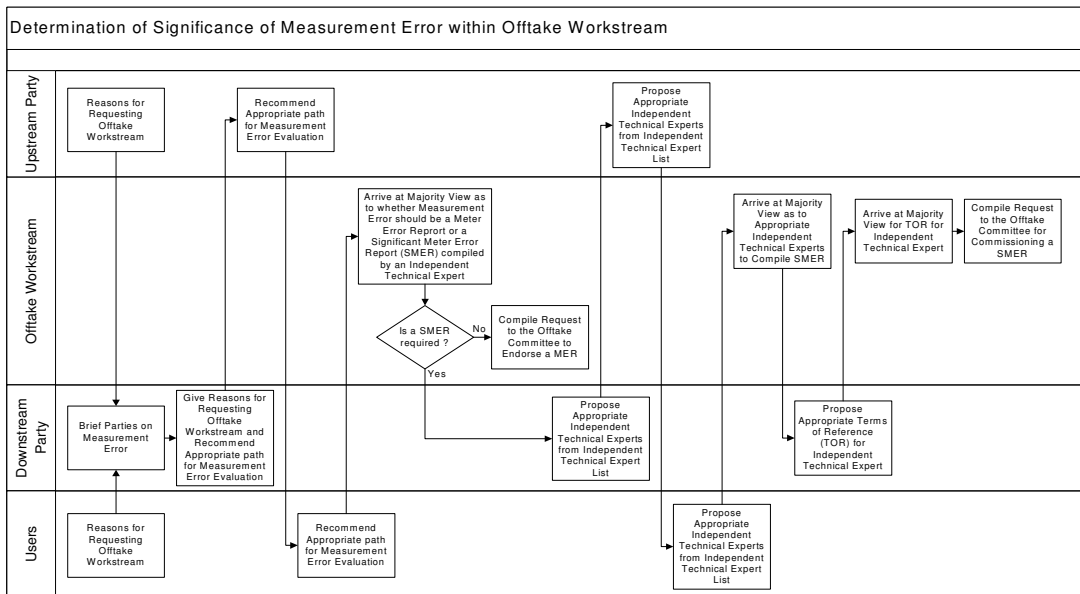 Determination of Significance of Measurement Error within Offtake Workstream
Upstream Party
Reasons for
Requesting
Offtake
Workstream
Recommend
Appropriate path
for Measurement
Error Evaluation
Propose
Appropriate
Independent
Technical Experts
from Independent
Technical Expert
List
Offtake Workstream
Arrive at Majority View as
to whether Measurement
Error should be a Meter
Error Reprort or a
Significant Meter Error
Report (SMER) compiled
by an Independent
Technical Expert
Is a SMER
required ?
No
Yes
Compile Request
to the Offtake
Committee to
Endorse a MER
Arrive at Majority
View as to
Appropriate
Independent
Technical Experts
to Compile SMER
Arrive at Majority
View for TOR for
Independent
Technical Expert
Compile Request
to the Offtake
Committee for
Commissioning a
SMER
Downstream
Party
Brief Parties on
Measurement
Error
Give Reasons for
Requesting
Offtake
Workstream and
Recommend
Appropriate path
for Measurement
Error Evaluation
Propose
Appropriate
Independent
Technical Experts
from Independent
Technical Expert
List
Propose
Appropriate Terms
of Reference
(TOR) for
Independent
Technical Expert
Users
Reasons for
Requesting
Offtake
Workstream
Recommend
Appropriate path
for Measurement
Error Evaluation
Propose
Appropriate
Independent
Technical Experts
from Independent
Technical Expert
List